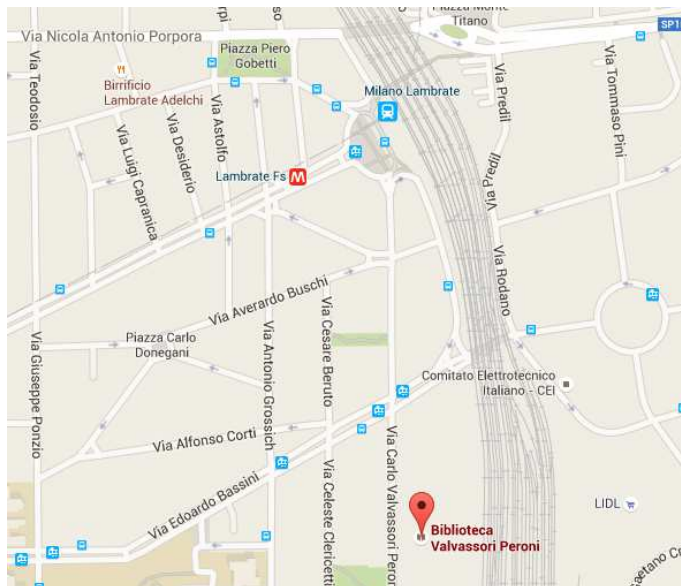 Piazza Monte
Titano
SP10
Via Nicola Antonio Porpora
Piazza Piero
Gobetti
Via Teodosio
Birrificio
Lambrate Adelchi
Milano Lambrate
Via Predil
Via Tommaso Pini
Via Astolfo
Via Desiderio
Via Luigi Capranica
Lambrate Fs
M
Via Predil
Via Rodano
Via Averardo Buschi
Via Cesare Beruto
Piazza Carlo
Donegani
Via Giuseppe Ponzio
Via Antonio Grossich
Comitato Elettrotecnico
Italiano - CEI
Via Alfonso Corti
Via Carlo Valvassori Peroni
Via Edoardo Bassini
Via Celeste Clericetti
LIDL
Biblioteca
Valvassori Peroni